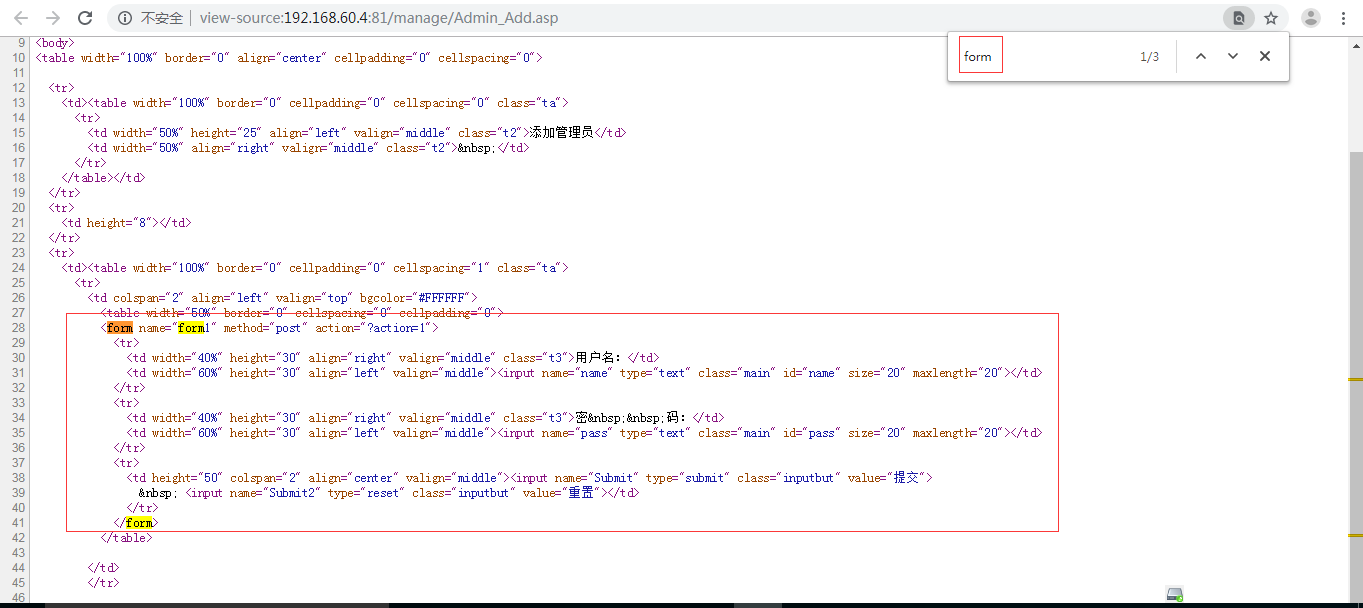 不安全 | view-source:192.168.60.4:81/manage/Admin_Add.asp
form 1/3
9 <body>
10 <table width="100%" border="0" align="center" cellpadding="0" cellspacing="0">
11
12 <tr>
13 <td><table width="100%" border="0" cellpadding="0" cellspacing="0" class="ta">
14 <tr>
15 <td width="50%" height="25" align="left" valign="middle" class="t2">添加管理员</td>
16 <td width="50%" align="right" valign="middle" class="t2">&nbsp;</td>
17 </tr>
18 </table></td>
19 </tr>
20 <tr>
21 <td height="8"></td>
22 </tr>
23 <tr>
24 <td><table width="100%" border="0" cellpadding="0" cellspacing="1" class="ta">
25 <tr>
26 <td colspan="2" align="left" valign="top" bgcolor="#FFFFFF">
27 <table width="50%" border="0" cellspacing="0" cellpadding="0">
28 <form name="form1" method="post" action="?action=1">
29 <tr>
30 <td width="40%" height="30" align="right" valign="middle" class="t3">用户名：</td>
31 <td width="60%" height="30" align="left" valign="middle"><input name="name" type="text" class="main" id="name" size="20" maxlength="20"></td>
32 </tr>
33 <tr>
34 <td width="40%" height="30" align="right" valign="middle" class="t3">密&nbsp;&nbsp;码：</td>
35 <td width="60%" height="30" align="left" valign="middle"><input name="pass" type="text" class="main" id="pass" size="20" maxlength="20"></td>
36 </tr>
37 <tr>
38 <td height="50" colspan="2" align="center" valign="middle"><input name="Submit" type="submit" class="inputbut" value="提交">
39 &nbsp; <input name="Submit2" type="reset" class="inputbut" value="重置"></td>
40 </tr>
41 </form>
42 </table>
43
44 </td>
45 </tr>
46